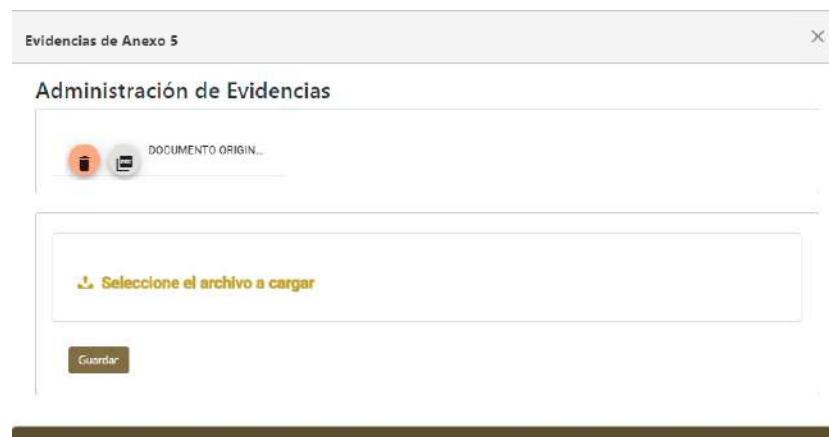 Evidencias de Anexo 5
Administración de Evidencias
DOCUMENTO ORIGIN...
Seleccione el archivo a cargar
Guardar